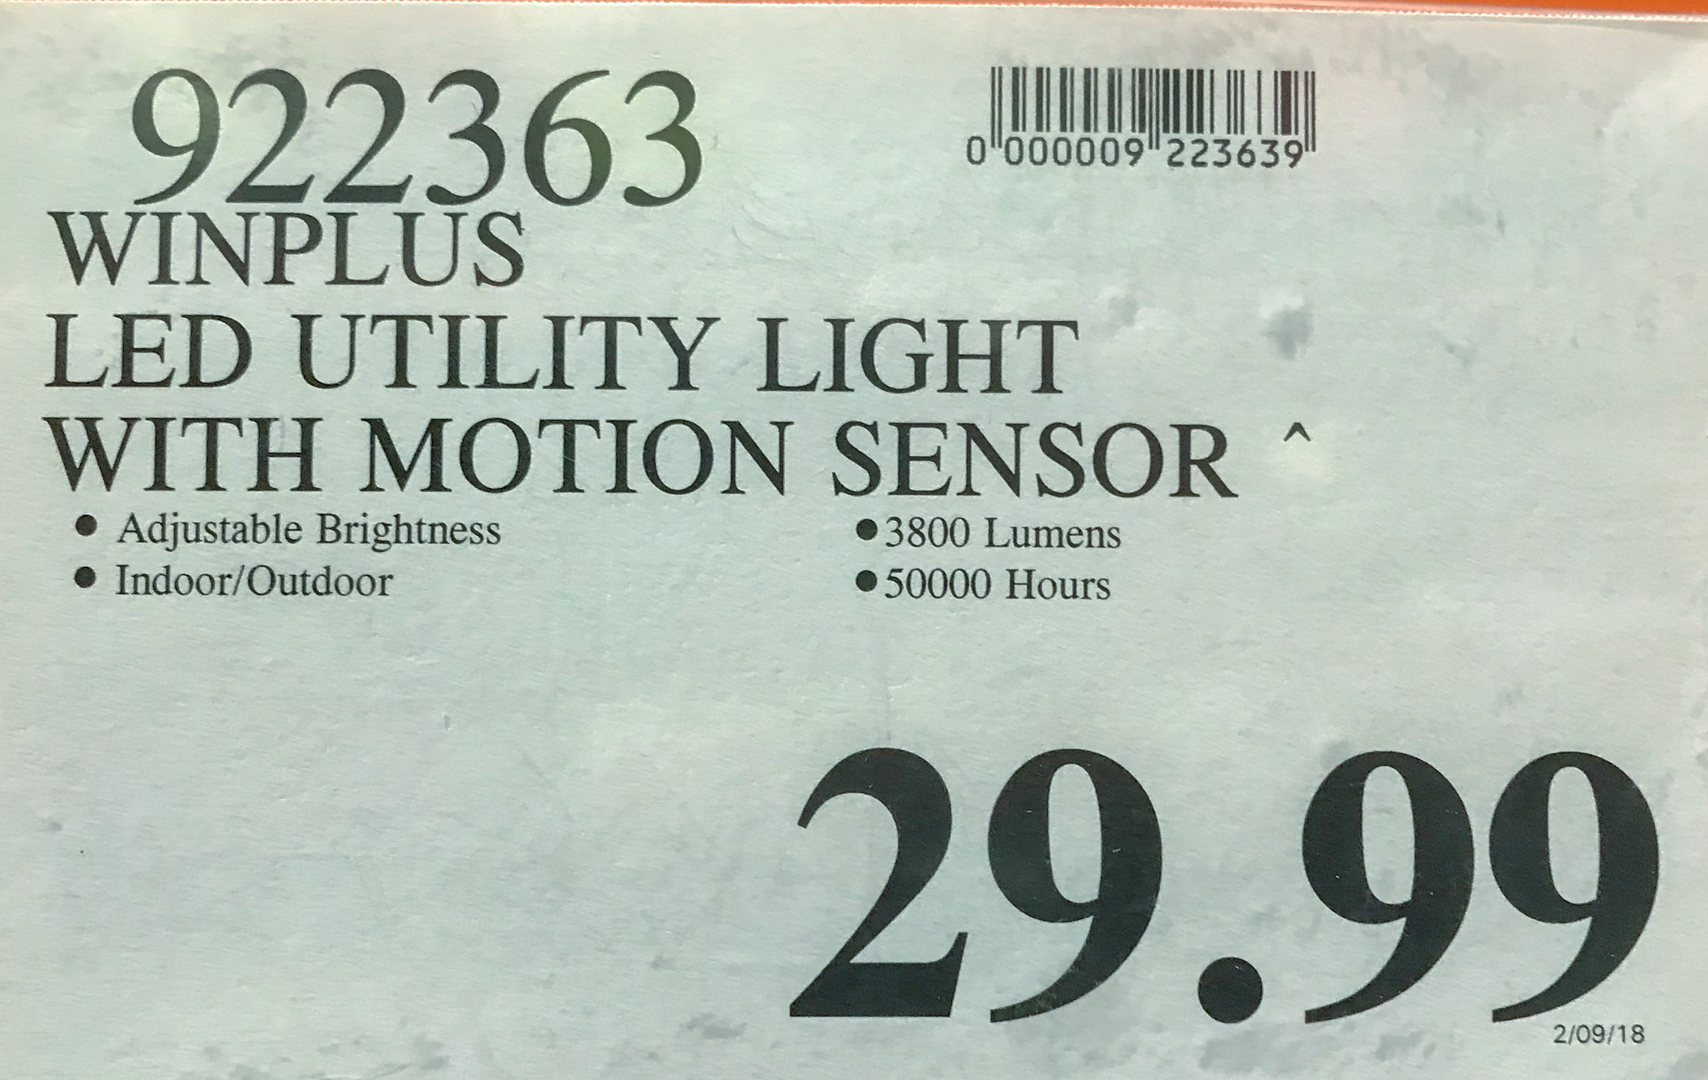 922363
0 000009 223639
WINPLUS
LED UTILITY LIGHT
WITH MOTION SENSOR ^
● Adjustable Brightness
● Indoor/Outdoor
●3800 Lumens
●50000 Hours
29.99
2/09/18